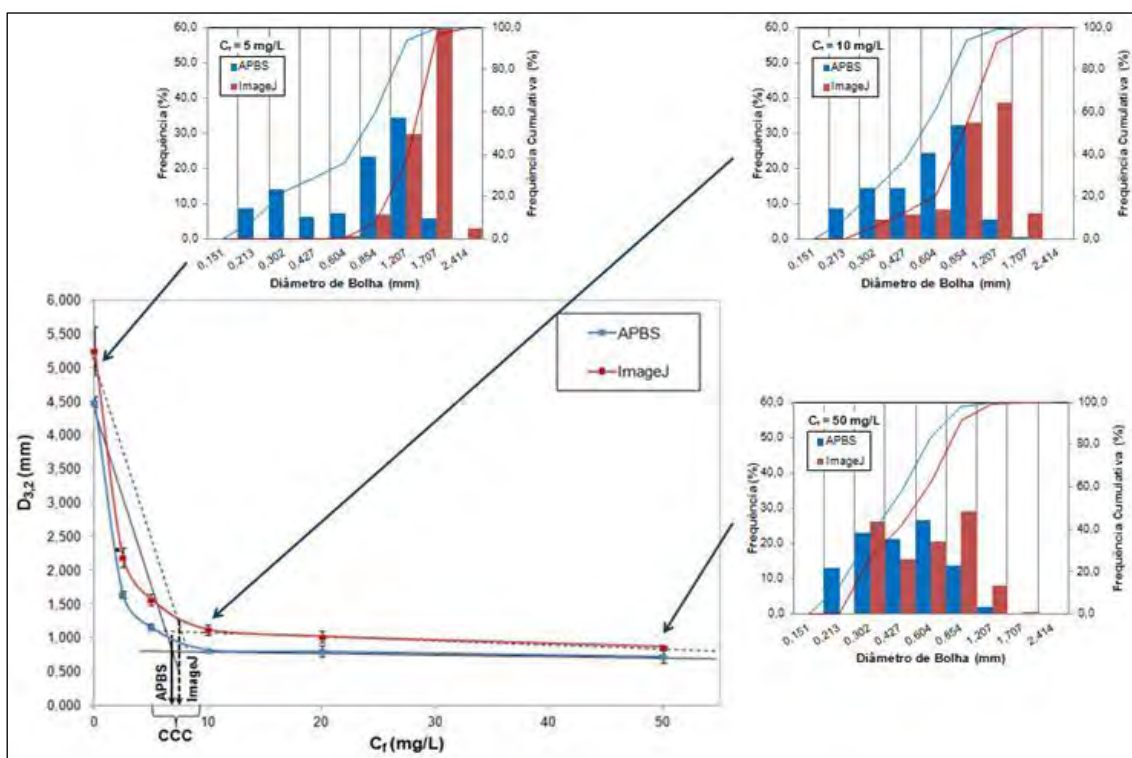 C_f = 5 mg/L
APBS
ImageJ
Frequência (%)
60,0
50,0
40,0
30,0
20,0
10,0
0,0
Frequência Cumulativa (%)
100,0
80,0
60,0
40,0
20,0
0,0
0,151 0,213 0,302 0,427 0,604 0,854 1,207 1,707 2,414
Diâmetro de Bolha (mm)
C_f = 10 mg/L
APBS
ImageJ
Frequência (%)
60,0
50,0
40,0
30,0
20,0
10,0
0,0
Frequência Cumulativa (%)
100,0
80,0
60,0
40,0
20,0
0,0
0,151 0,213 0,302 0,427 0,604 0,854 1,207 1,707 2,414
Diâmetro de Bolha (mm)
D_3,2 (mm)
6,000
5,500
5,000
4,500
4,000
3,500
3,000
2,500
2,000
1,500
1,000
0,500
0,000
APBS
ImageJ
APBS
ImageJ
0 10 20 30 40 50
CCC
C_f (mg/L)
C_f = 50 mg/L
APBS
ImageJ
Frequência (%)
60,0
50,0
40,0
30,0
20,0
10,0
0,0
Frequência Cumulativa (%)
100,0
80,0
60,0
40,0
20,0
0,0
0,151 0,213 0,302 0,427 0,604 0,854 1,207 1,707 2,414
Diâmetro de Bolha (mm)